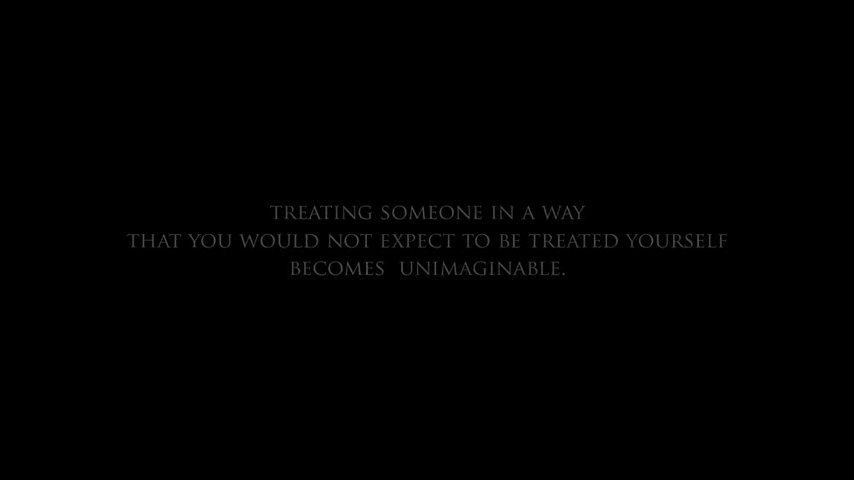 TREATING SOMEONE IN A WAY
THAT YOU WOULD NOT EXPECT TO BE TREATED YOURSELF
BECOMES UNIMAGINABLE.